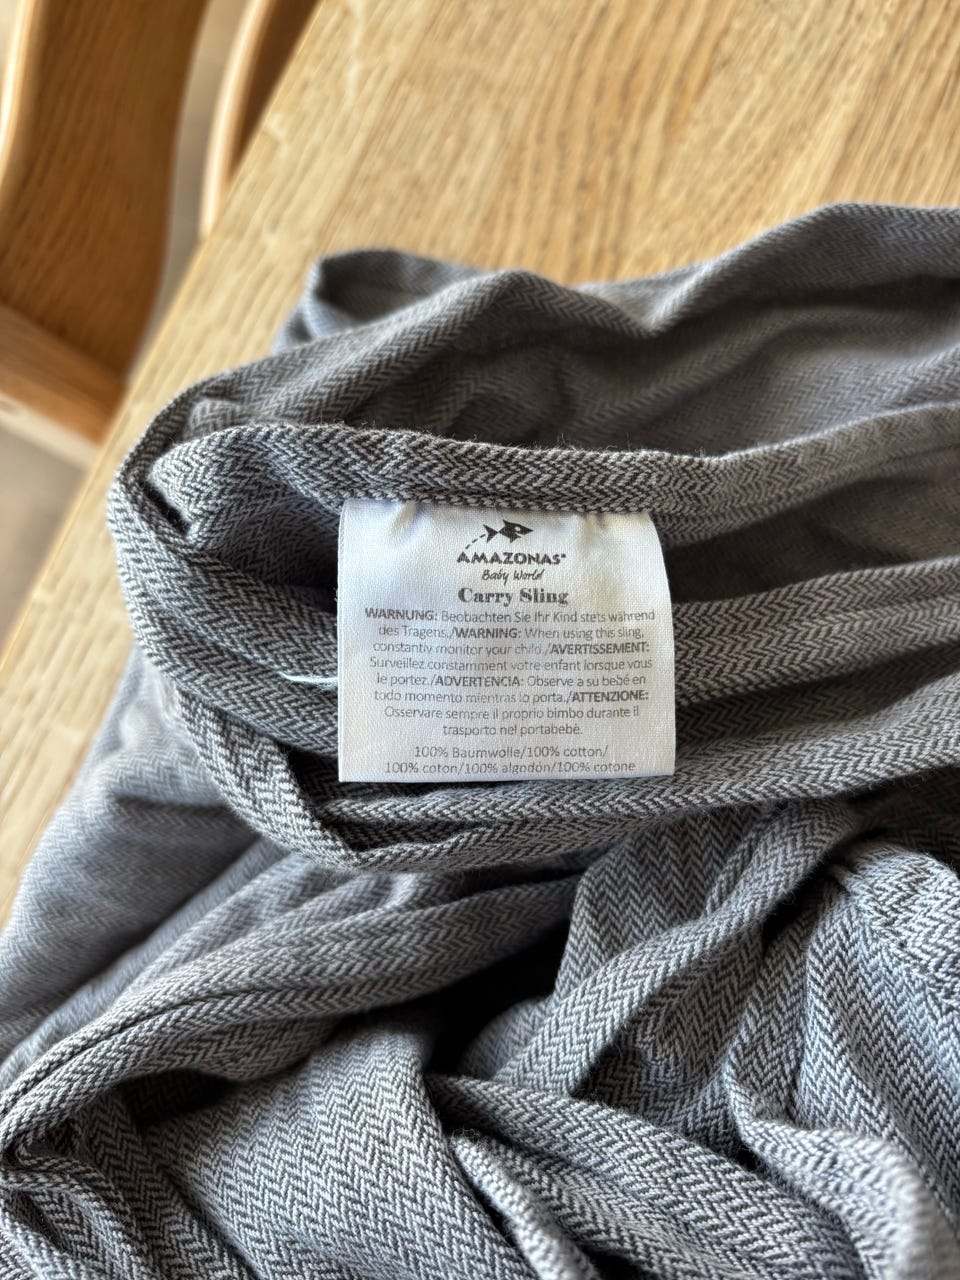 AMAZONAS®
Baby World
Carry Sling
WARNUNG: Beobachten Sie Ihr Kind stets während
des Tragens./WARNING: When using this sling,
constantly monitor your child./AVERTISSEMENT:
Surveillez constamment votre enfant lorsque vous
le portez./ADVERTENCIA: Observe a su bebé en
todo momento mientras lo porta./ATTENZIONE:
Osservare sempre il proprio bimbo durante il
trasporto nel portabebè.
100% Baumwolle/100% cotton/
100% coton/100% algodón/100% cotone